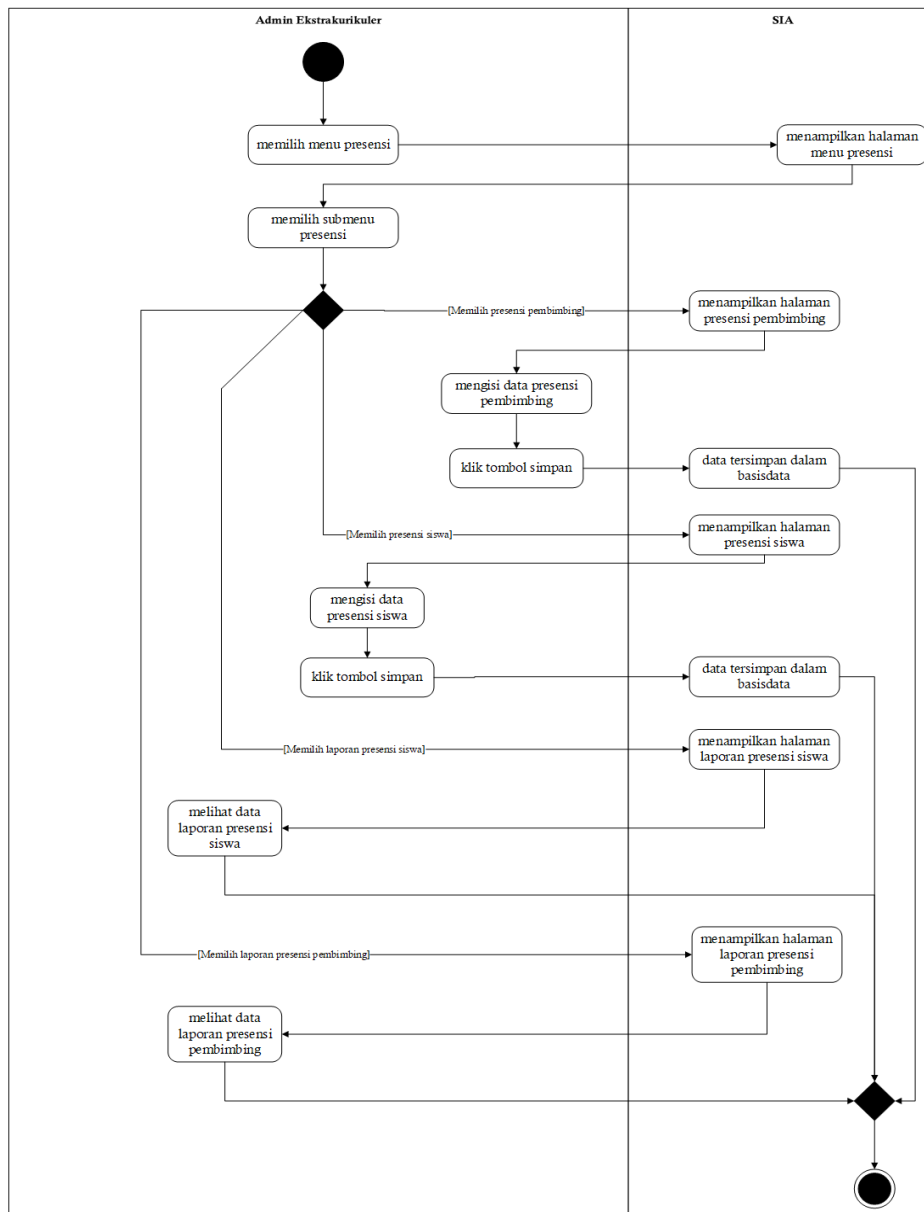 Admin Ekstrakurikuler
SIA
memilih menu presensi
menampilkan halaman
menu presensi
memilih submenu
presensi
[Memilih presensi pembimbing]
menampilkan halaman
presensi pembimbing
mengisi data presensi
pembimbing
klik tombol simpan
data tersimpan dalam
basisdata
[Memilih presensi siswa]
menampilkan halaman
presensi siswa
mengisi data
presensi siswa
klik tombol simpan
data tersimpan dalam
basisdata
[Memilih laporan presensi siswa]
menampilkan halaman
laporan presensi siswa
melihat data
laporan presensi
siswa
[Memilih laporan presensi pembimbing]
menampilkan halaman
laporan presensi
pembimbing
melihat data
laporan presensi
pembimbing